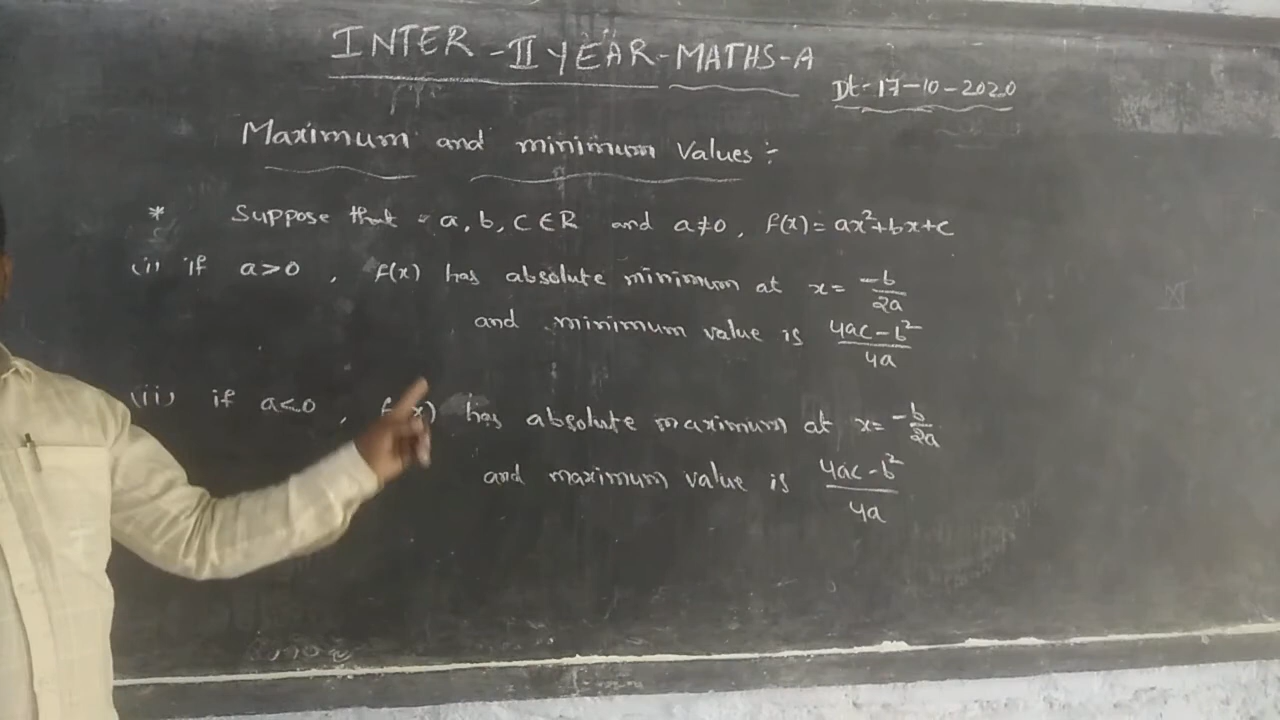 INTER - II YEAR - MATHS - A
Dt - 17-10-2020
Maximum and minimum Values :-
* Suppose that a, b, C ∈ R and a≠0, f(x) = ax²+bx+c
(i) if a>0, f(x) has absolute minimum at x = -b/2a
and minimum value is 4ac-b²/4a
(ii) if a<0, f(x) has absolute maximum at x = -b/2a
and maximum value is 4ac-b²/4a